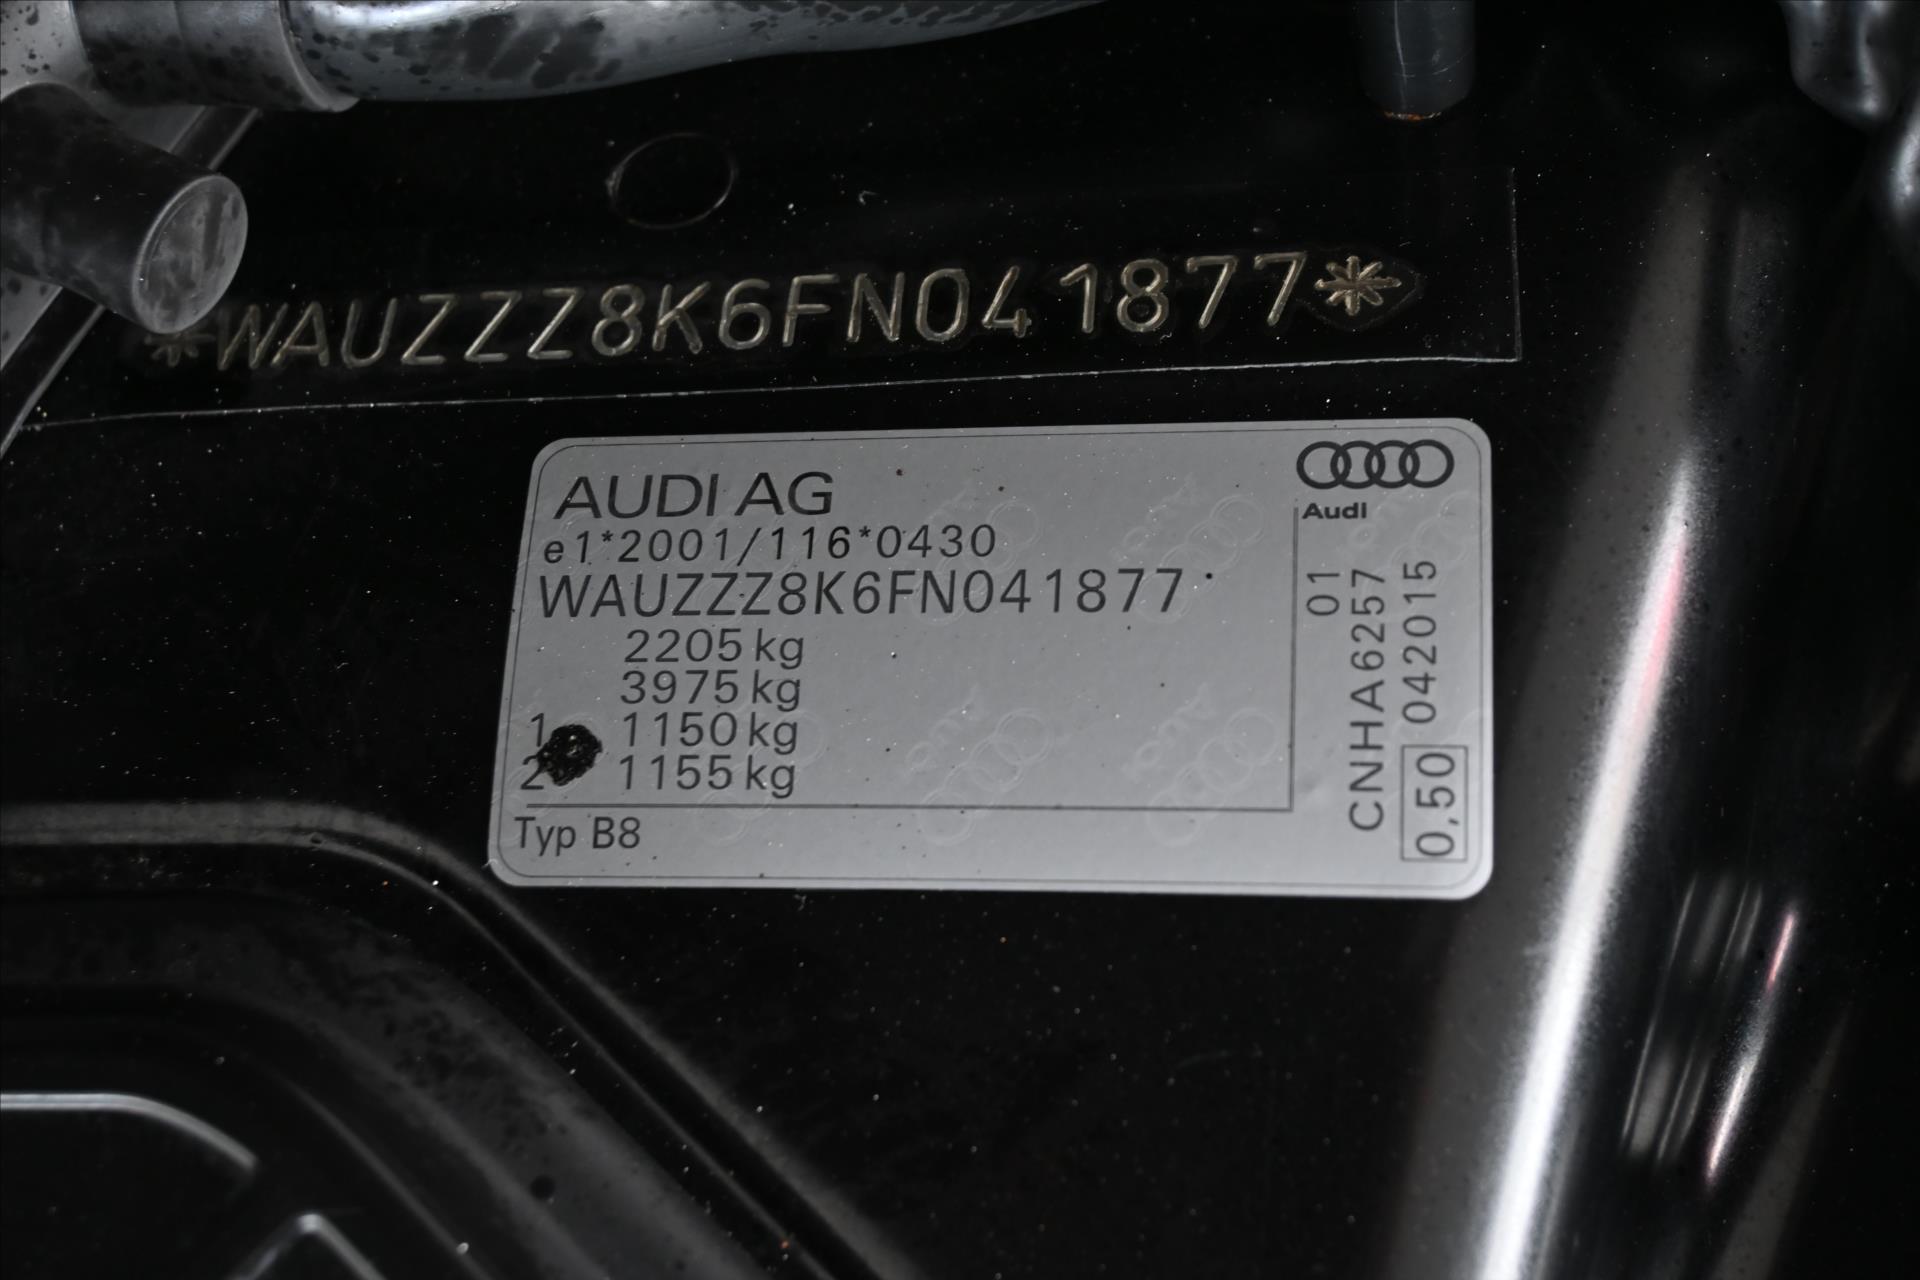 *WAUZZZ8K6FN041877*
AUDI AG
e1*2001/116*0430
WAUZZZ8K6FN041877
2205 kg
3975 kg
1 1150 kg
2 1155 kg
Typ B8
Audi
01
CNHA6257
0,50 042015